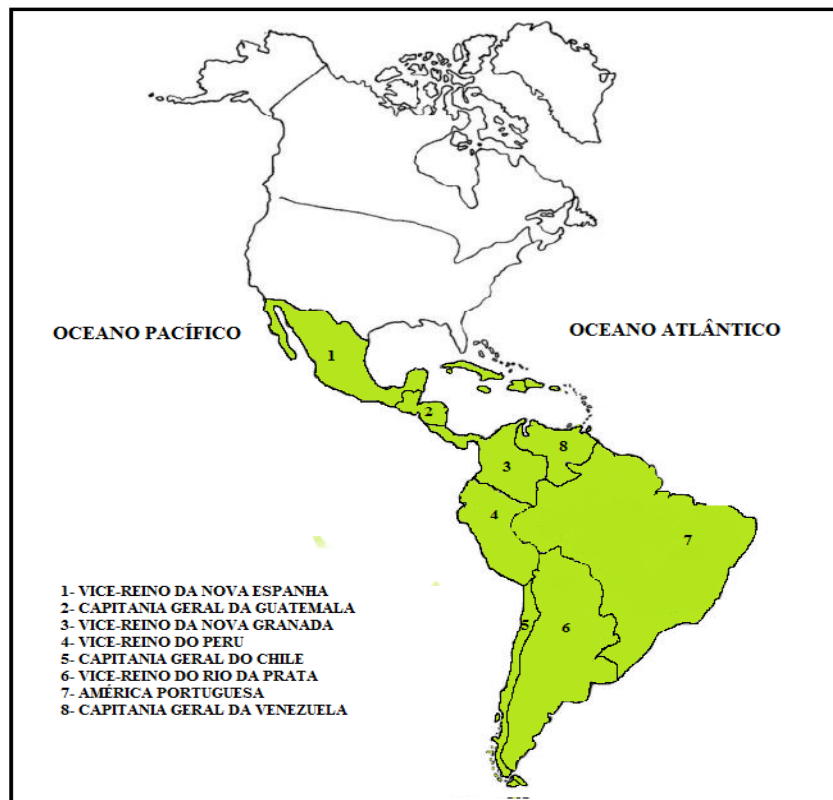 OCEANO PACÍFICO
OCEANO ATLÂNTICO
1
2
8
3
4
7
5
6
1- VICE-REINO DA NOVA ESPANHA
2- CAPITANIA GERAL DA GUATEMALA
3- VICE-REINO DA NOVA GRANADA
4- VICE-REINO DO PERU
5- CAPITANIA GERAL DO CHILE
6- VICE-REINO DO RIO DA PRATA
7- AMÉRICA PORTUGUESA
8- CAPITANIA GERAL DA VENEZUELA